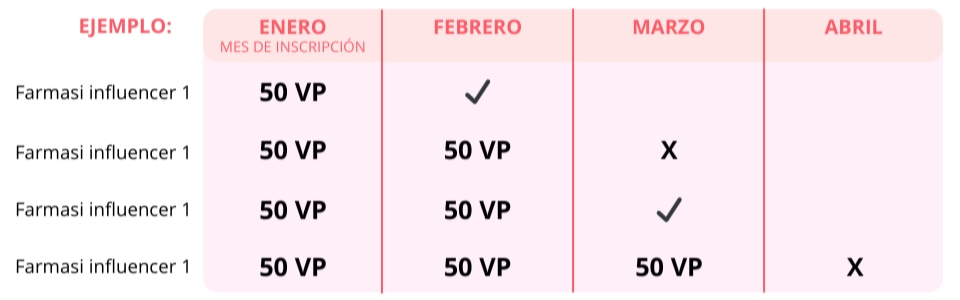 EJEMPLO: ENERO FEBRERO MARZO ABRIL
MES DE INSCRIPCIÓN
Farmasi influencer 1 50 VP ✓
Farmasi influencer 1 50 VP 50 VP X
Farmasi influencer 1 50 VP 50 VP ✓
Farmasi influencer 1 50 VP 50 VP 50 VP X